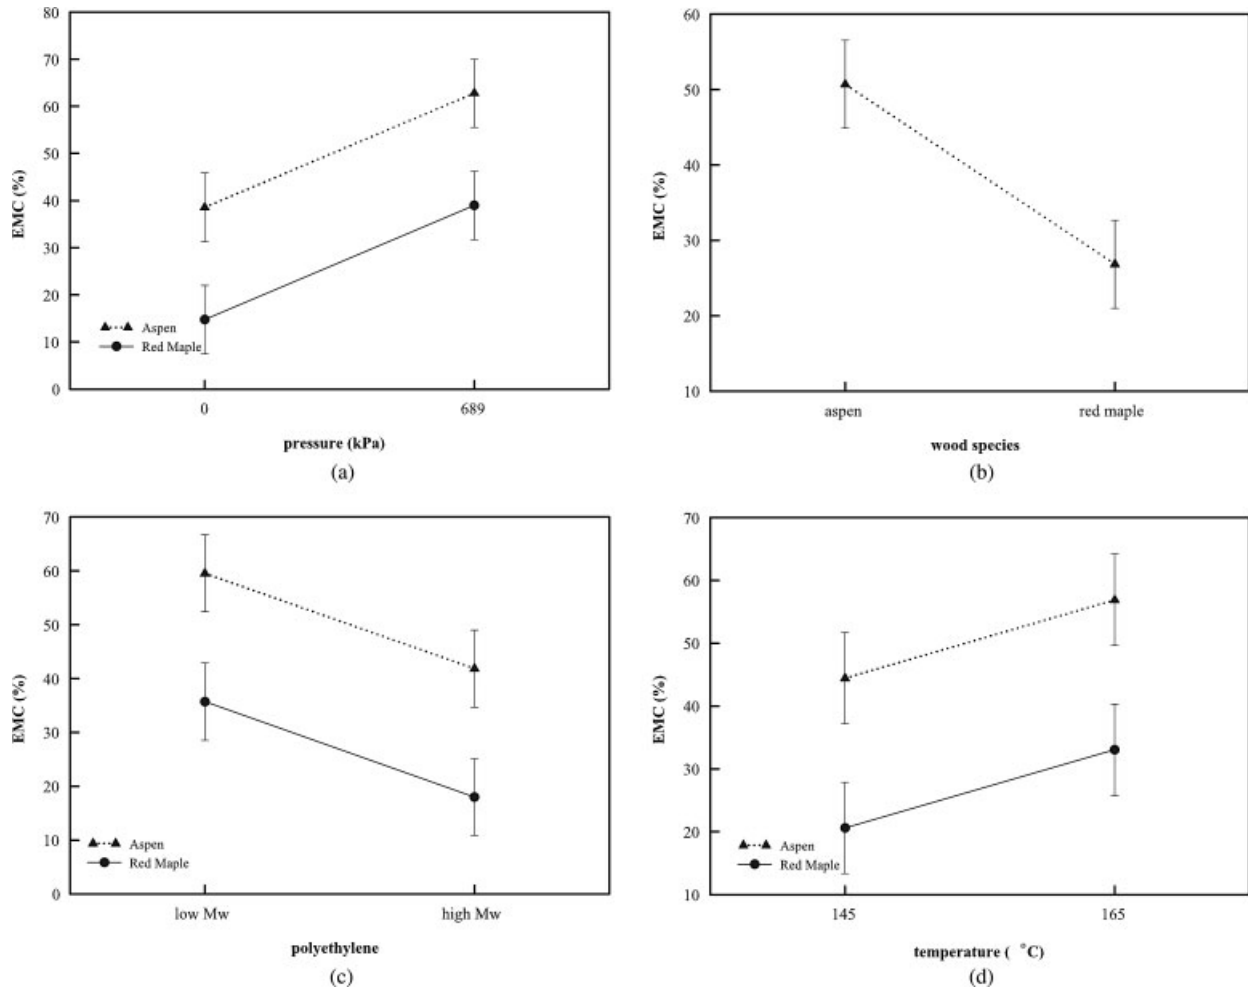 80
70
60
50
40
30
20
10
0
EMC (%)
Aspen
Red Maple
0 689
pressure (kPa)
(a)
60
50
40
30
20
10
EMC (%)
aspen red maple
wood species
(b)
70
60
50
40
30
20
10
0
EMC (%)
Aspen
Red Maple
low Mw high Mw
polyethylene
(c)
70
60
50
40
30
20
10
EMC (%)
Aspen
Red Maple
145 165
temperature ( °C)
(d)